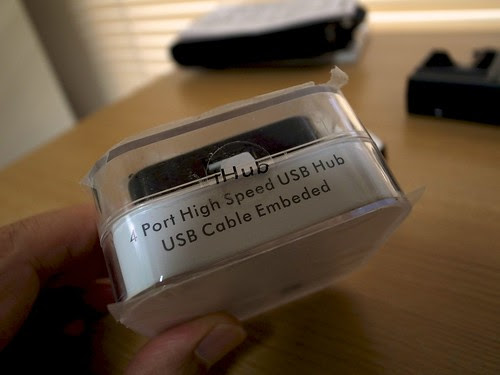 iHub
4 Port High Speed USB Hub
USB Cable Embeded